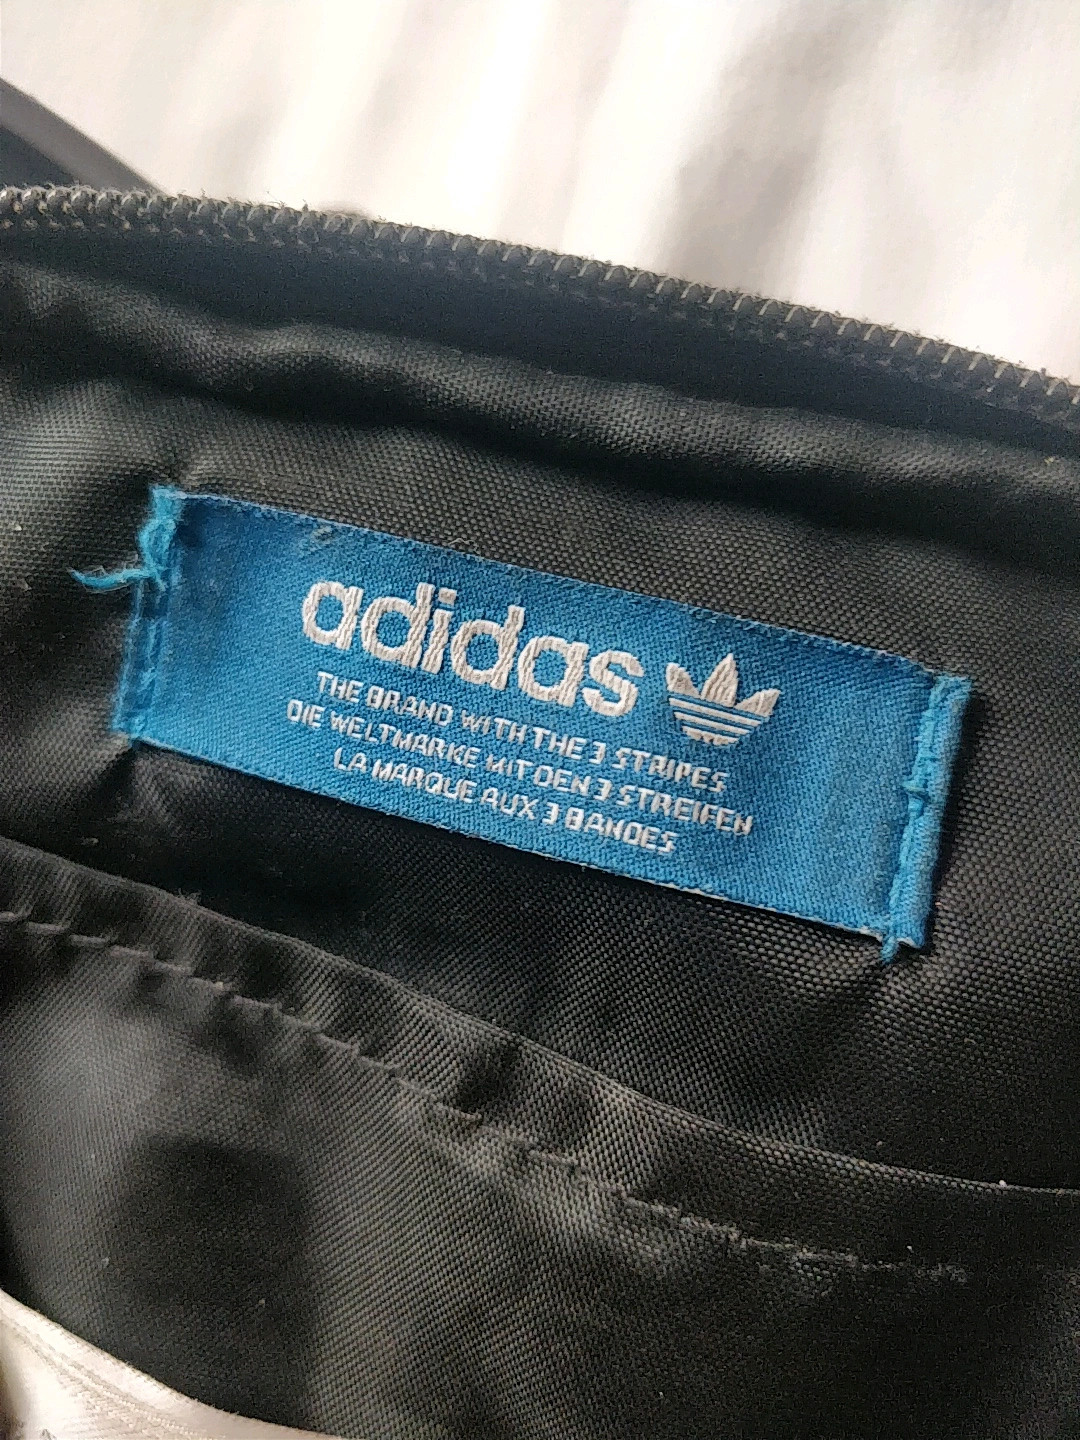 adidas
THE BRAND WITH THE 3 STRIPES
DIE WELTMARKE MIT DEN 3 STREIFEN
LA MARQUE AUX 3 BANDES